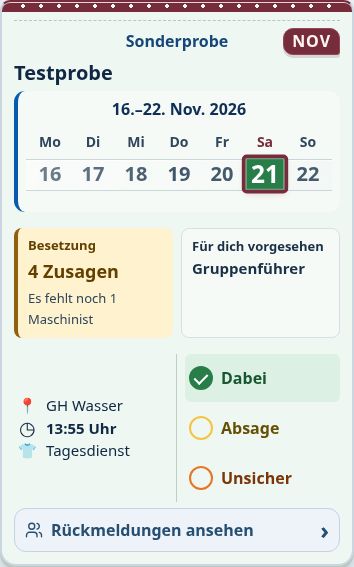 Sonderprobe
NOV
Testprobe
16.–22. Nov. 2026
Mo Di Mi Do Fr Sa So
16 17 18 19 20 21 22
Besetzung
4 Zusagen
Es fehlt noch 1
Maschinist
Für dich vorgesehen
Gruppenführer
GH Wasser
13:55 Uhr
Tagesdienst
Dabei
Absage
Unsicher
Rückmeldungen ansehen ›